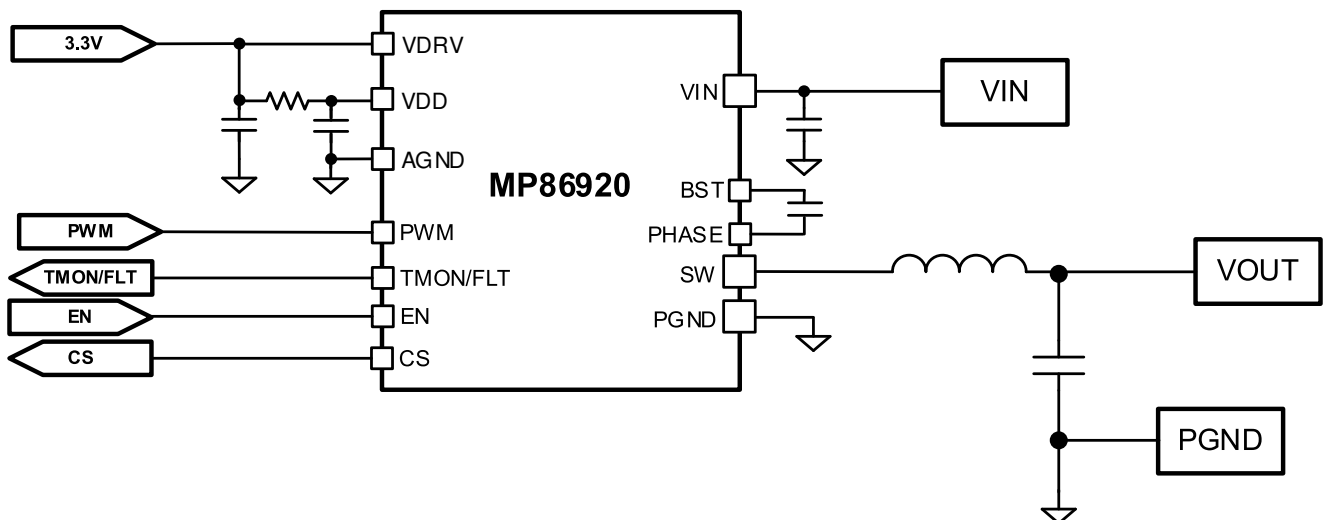 3.3V
VDRV
VDD
AGND
PWM
PWM
TMON/FLT
TMON/FLT
EN
EN
CS
CS
MP86920
VIN
VIN
BST
PHASE
SW
PGND
VOUT
PGND